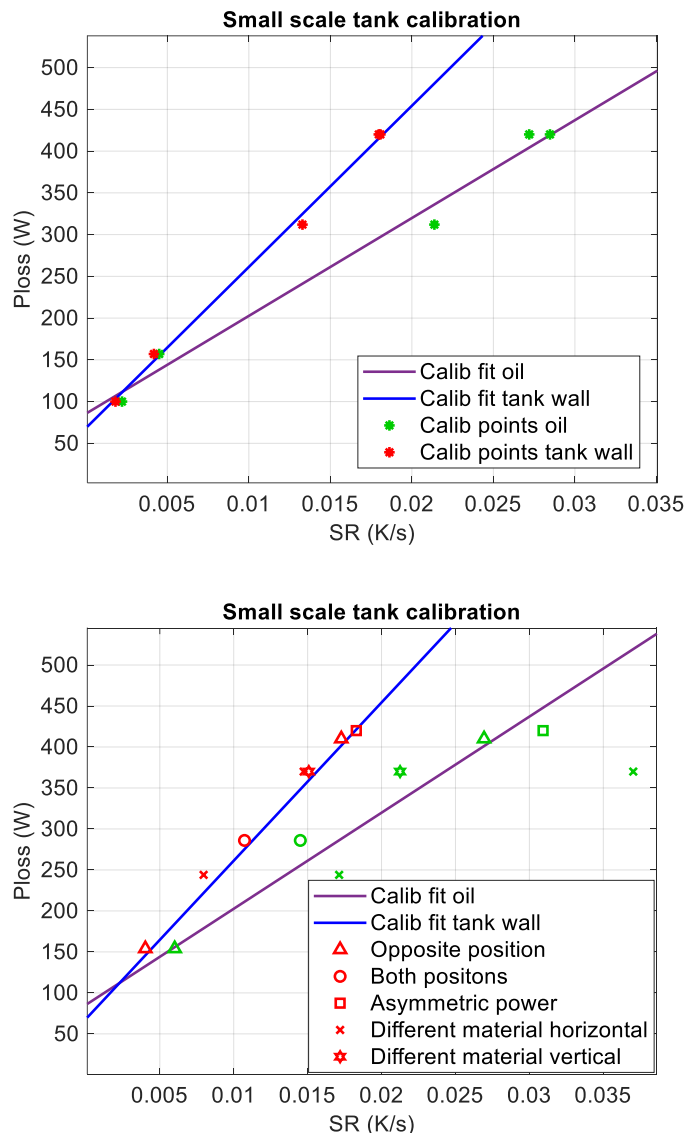 Small scale tank calibration
500
450
400
350
300
250
200
150
100
50
Ploss (W)
Calib fit oil
Calib fit tank wall
Calib points oil
Calib points tank wall
0.005 0.01 0.015 0.02 0.025 0.03 0.035
SR (K/s)
Small scale tank calibration
500
450
400
350
300
250
200
150
100
50
Ploss (W)
Calib fit oil
Calib fit tank wall
Opposite position
Both positons
Asymmetric power
Different material horizontal
Different material vertical
0.005 0.01 0.015 0.02 0.025 0.03 0.035
SR (K/s)